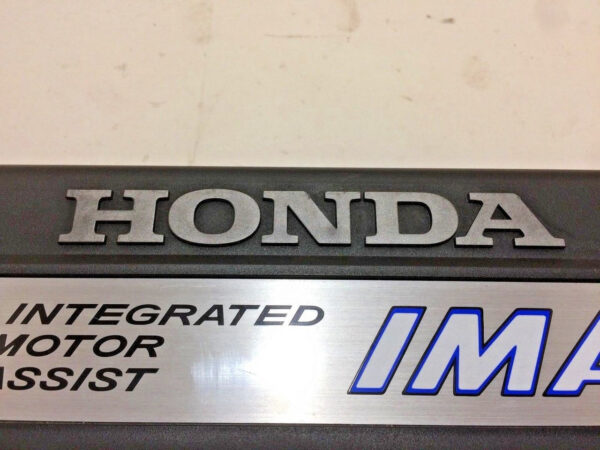 HONDA
INTEGRATED
MOTOR
ASSIST
IMA